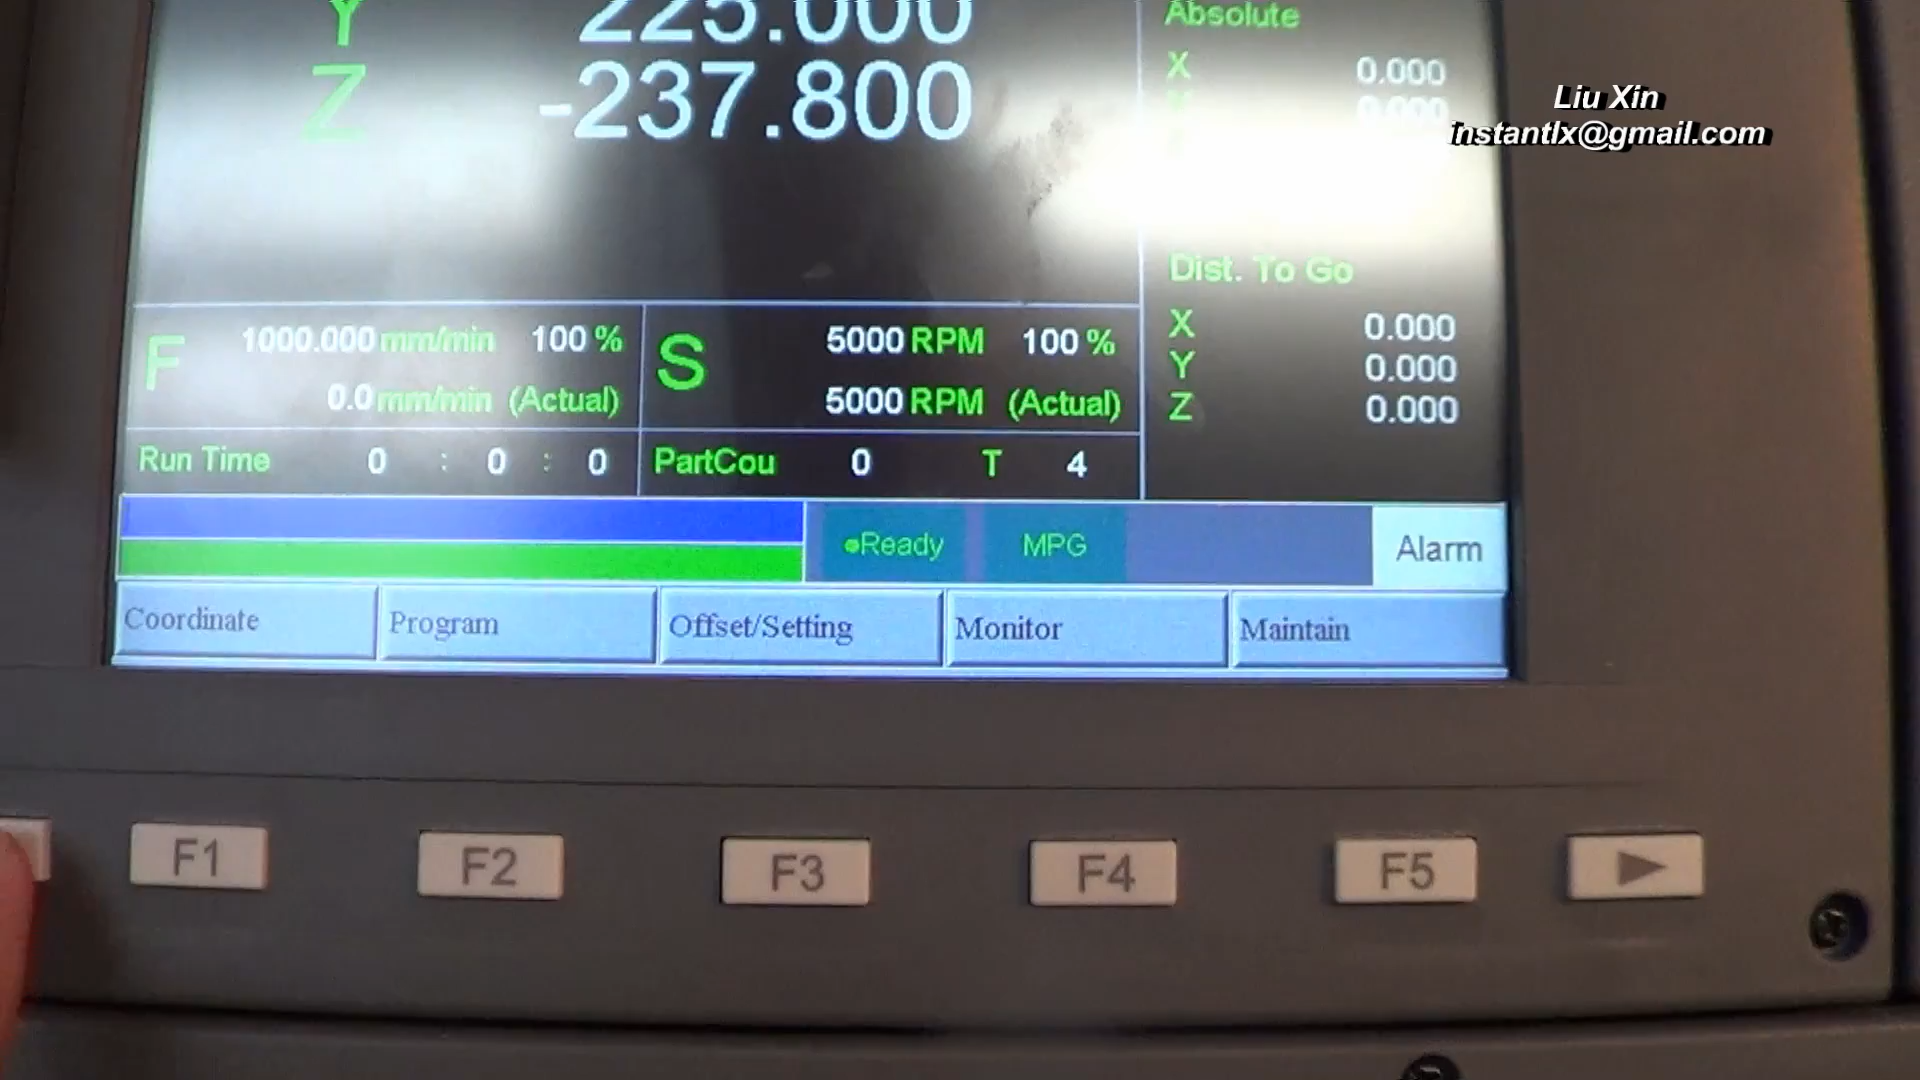 Y 225.000
Z -237.800
Absolute
X 0.000
0.000
Liu Xin
instantlx@gmail.com
Dist. To Go
X 0.000
Y 0.000
Z 0.000
F 1000.000 mm/min 100 %
0.0 mm/min (Actual)
S 5000 RPM 100 %
5000 RPM (Actual)
Run Time 0 : 0 : 0
PartCou 0 T 4
Ready MPG Alarm
Coordinate Program Offset/Setting Monitor Maintain
F1 F2 F3 F4 F5